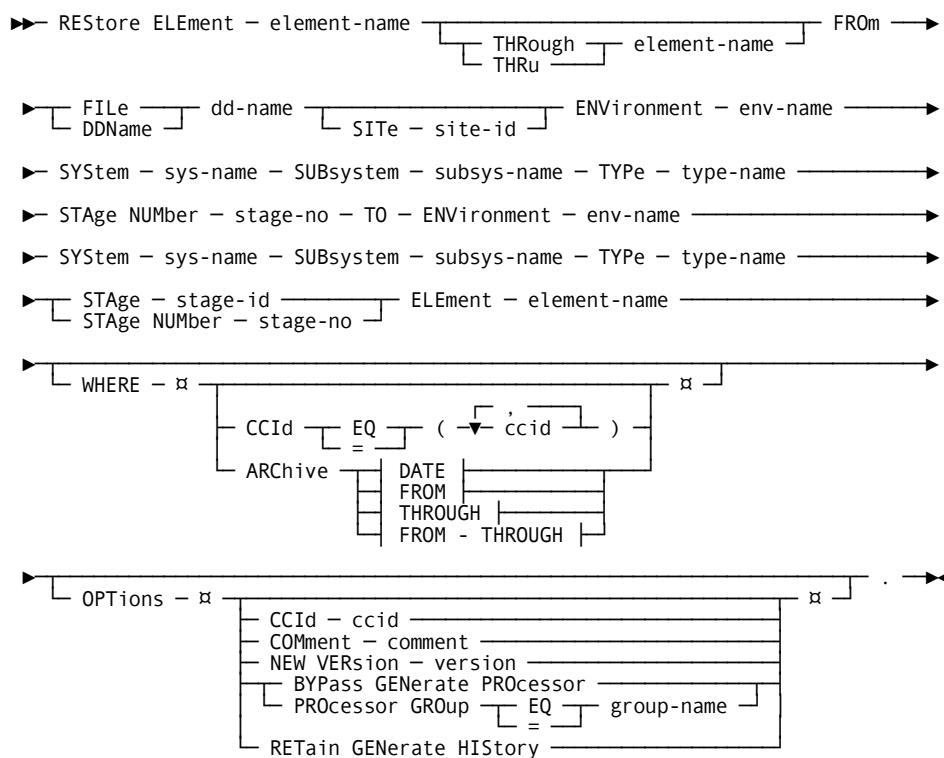 REStore ELEment – element-name FROm
THRough element-name
THRu
FILe dd-name ENVironment – env-name
DDName SITe – site-id
SYStem – sys-name – SUBsystem – subsys-name – TYPe – type-name
STAge NUMber – stage-no – TO – ENVironment – env-name
SYStem – sys-name – SUBsystem – subsys-name – TYPe – type-name
STAge – stage-id ELEment – element-name
STAge NUMber – stage-no
WHERE – ¤ ¤
,
CCId EQ ( ccid )
=
ARChive DATE
FROM
THROUGH
FROM - THROUGH
.
OPTions – ¤ ¤
CCId – ccid
COMment – comment
NEW VERsion – version
BYPass GENerate PROcessor
PROcessor GROup EQ group-name
=
RETain GENerate HIStory